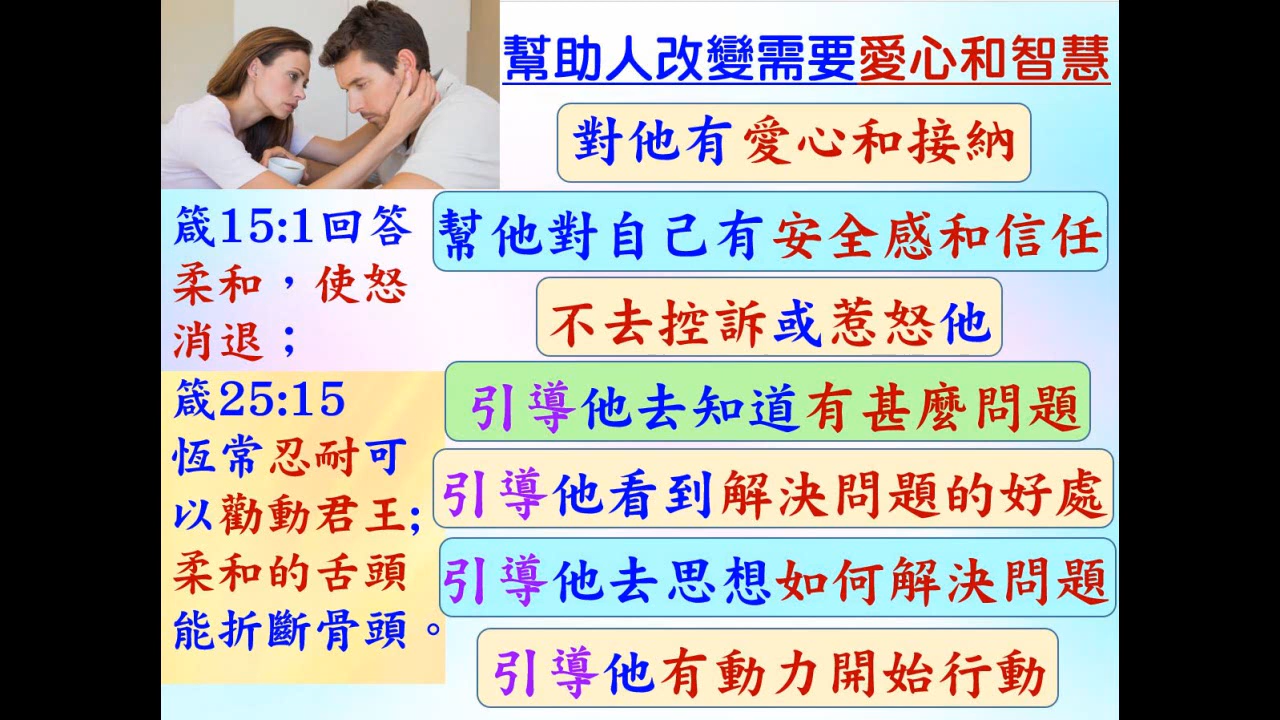 幫助人改變需要愛心和智慧
對他有愛心和接納
幫他對自己有安全感和信任
不去控訴或惹怒他
引導他去知道有甚麼問題
引導他看到解決問題的好處
引導他去思想如何解決問題
引導他有動力開始行動
箴15:1回答
柔和，使怒
消退；
箴25:15
恆常忍耐可
以勸動君王;
柔和的舌頭
能折斷骨頭。